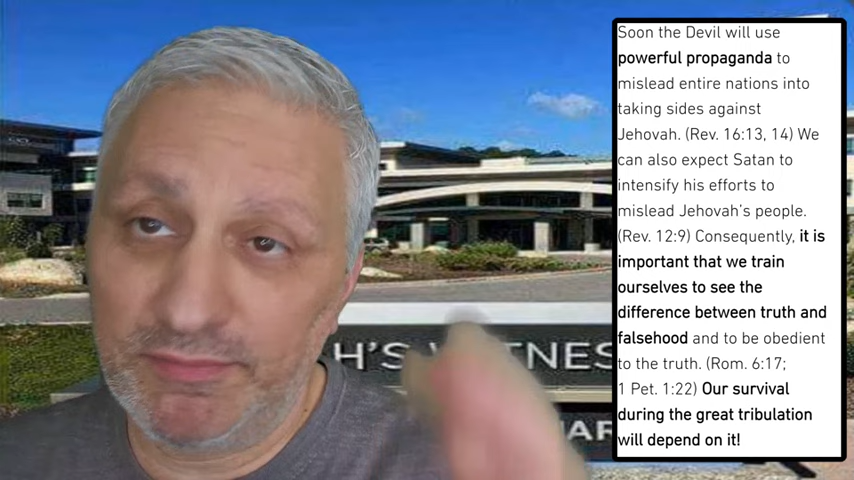 Soon the Devil will use
powerful propaganda to
mislead entire nations into
taking sides against
Jehovah. (Rev. 16:13, 14) We
can also expect Satan to
intensify his efforts to
mislead Jehovah's people.
(Rev. 12:9) Consequently, it is
important that we train
ourselves to see the
difference between truth and
falsehood and to be obedient
to the truth. (Rom. 6:17;
1 Pet. 1:22) Our survival
during the great tribulation
will depend on it!
H'S WITNES